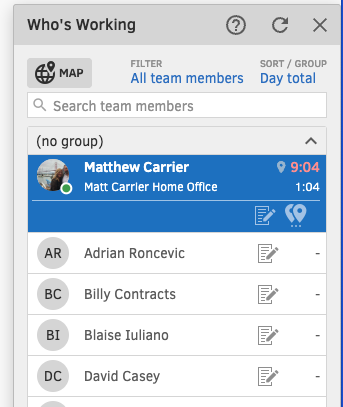 Who's Working
MAP
FILTER
All team members
SORT / GROUP
Day total
Search team members
(no group)
Matthew Carrier 9:04
Matt Carrier Home Office 1:04
AR Adrian Roncevic -
BC Billy Contracts -
BI Blaise Iuliano -
DC David Casey -